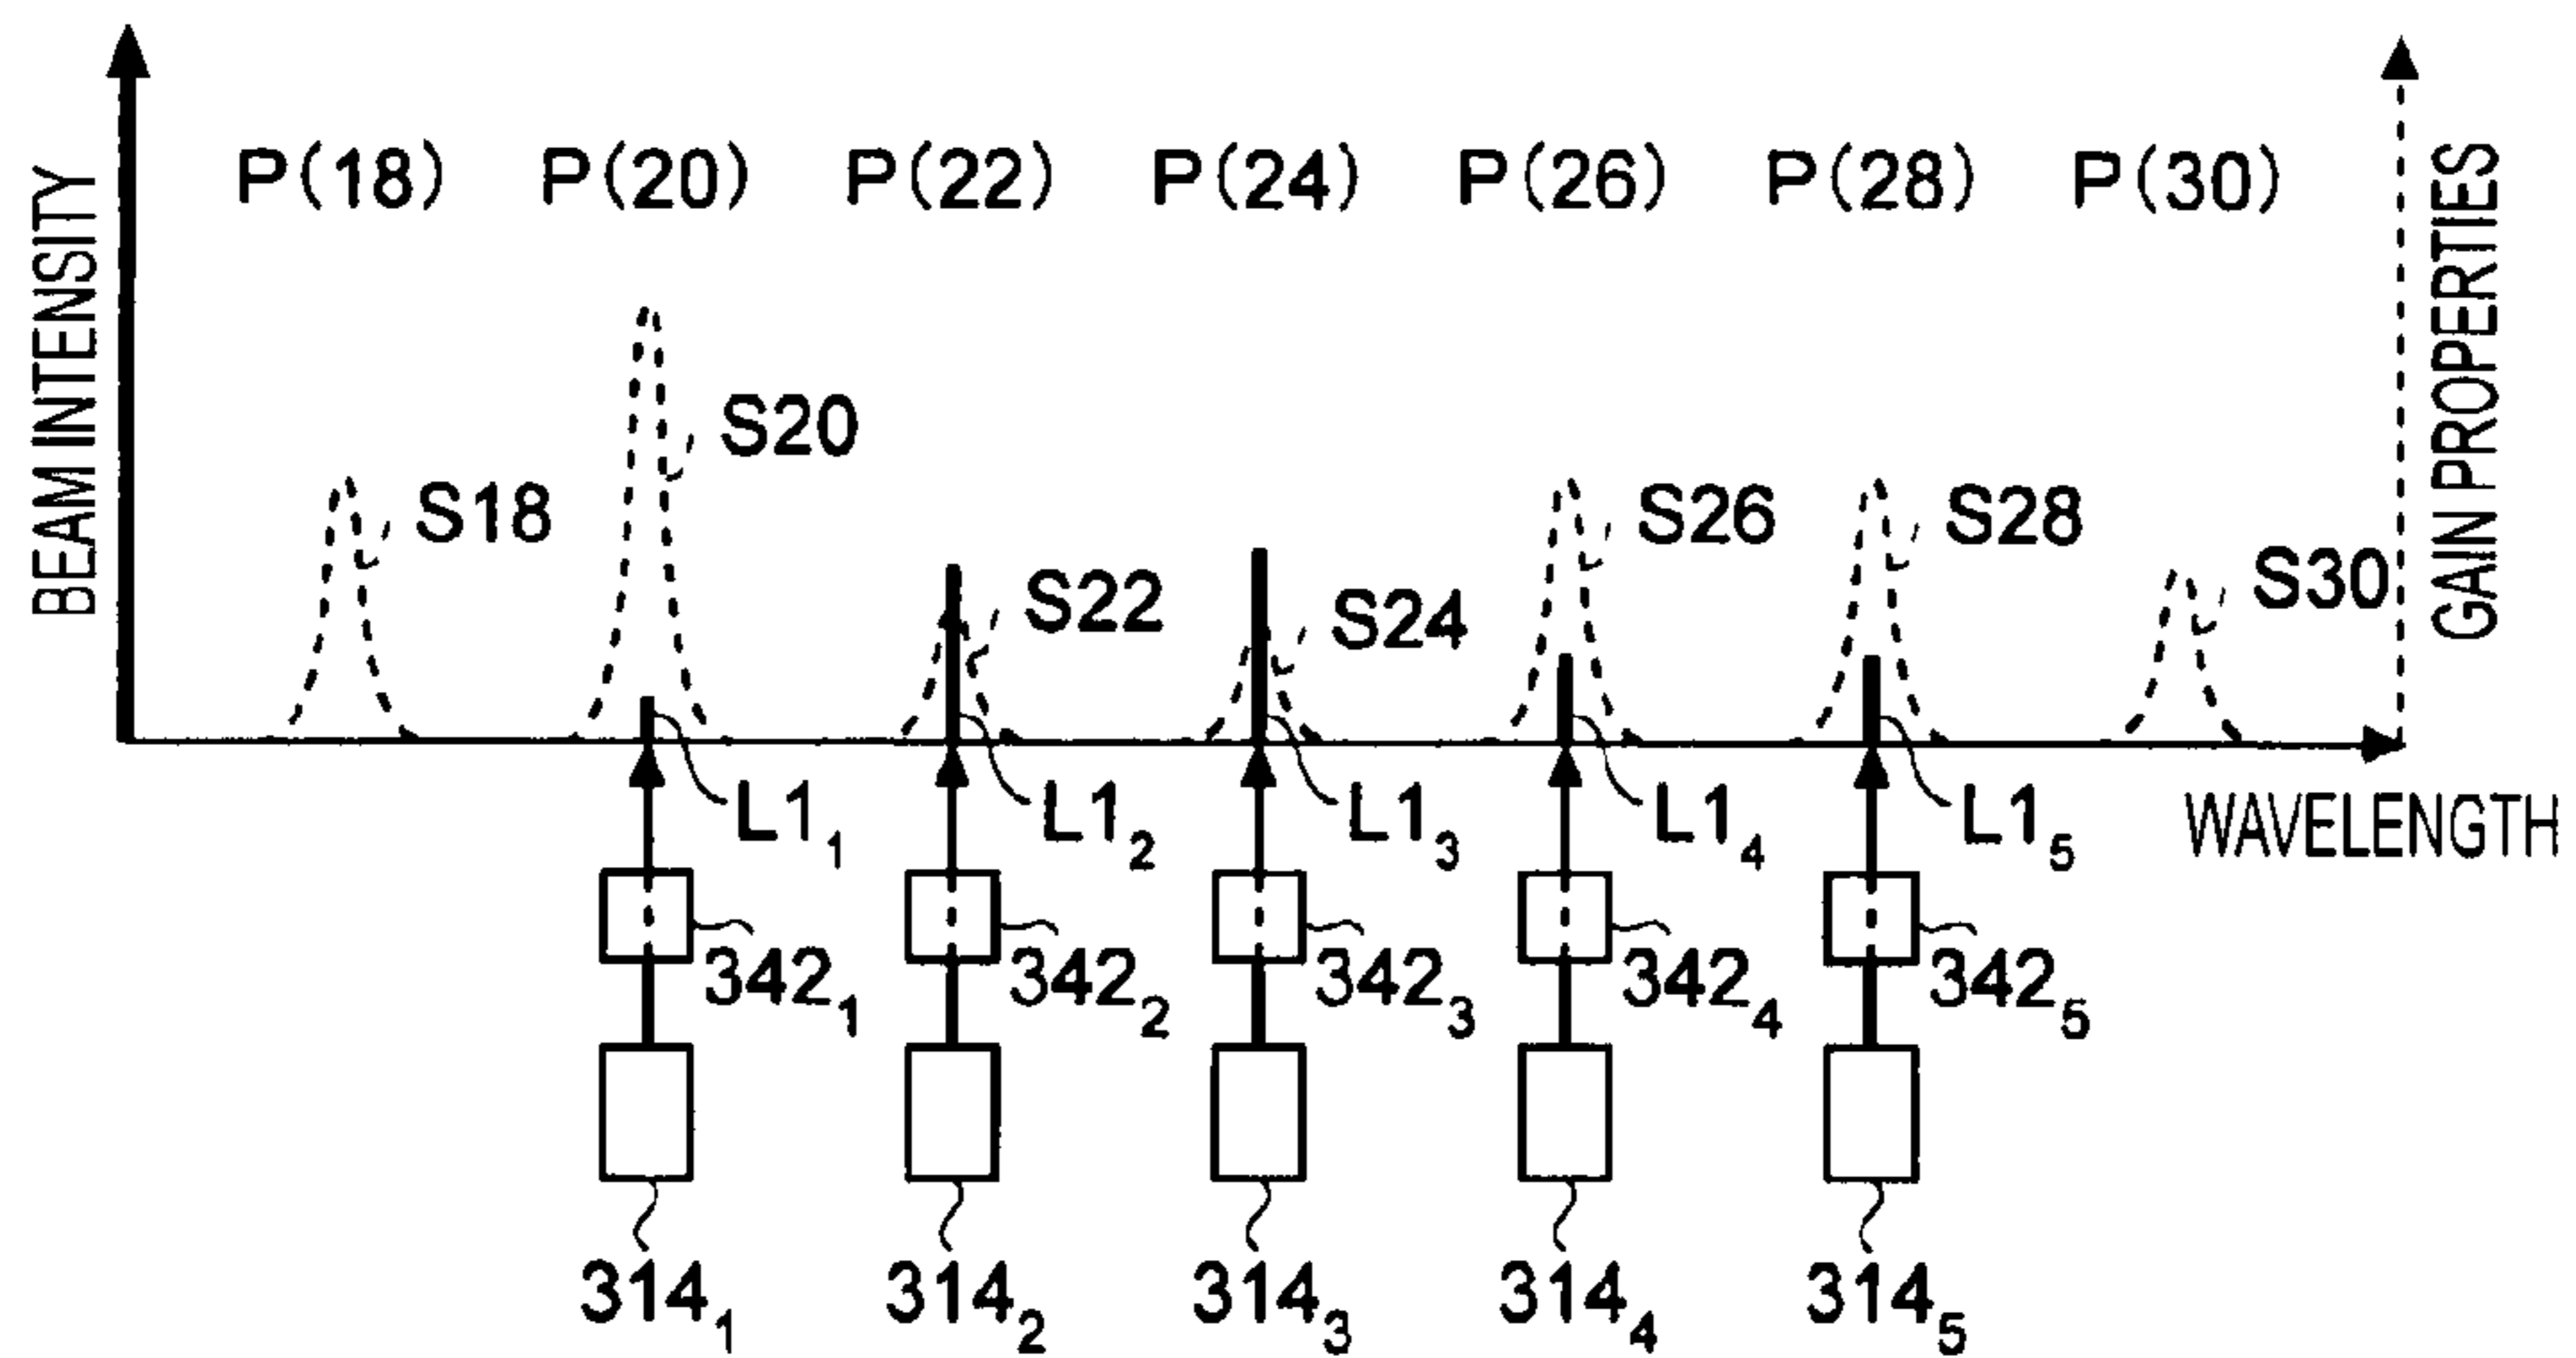 BEAM INTENSITY
GAIN PROPERTIES
P(18) P(20) P(22) P(24) P(26) P(28) P(30)
S18 S20 S22 S24 S26 S28 S30
L1₁ L1₂ L1₃ L1₄ L1₅ WAVELENGTH
342₁ 342₂ 342₃ 342₄ 342₅
314₁ 314₂ 314₃ 314₄ 314₅